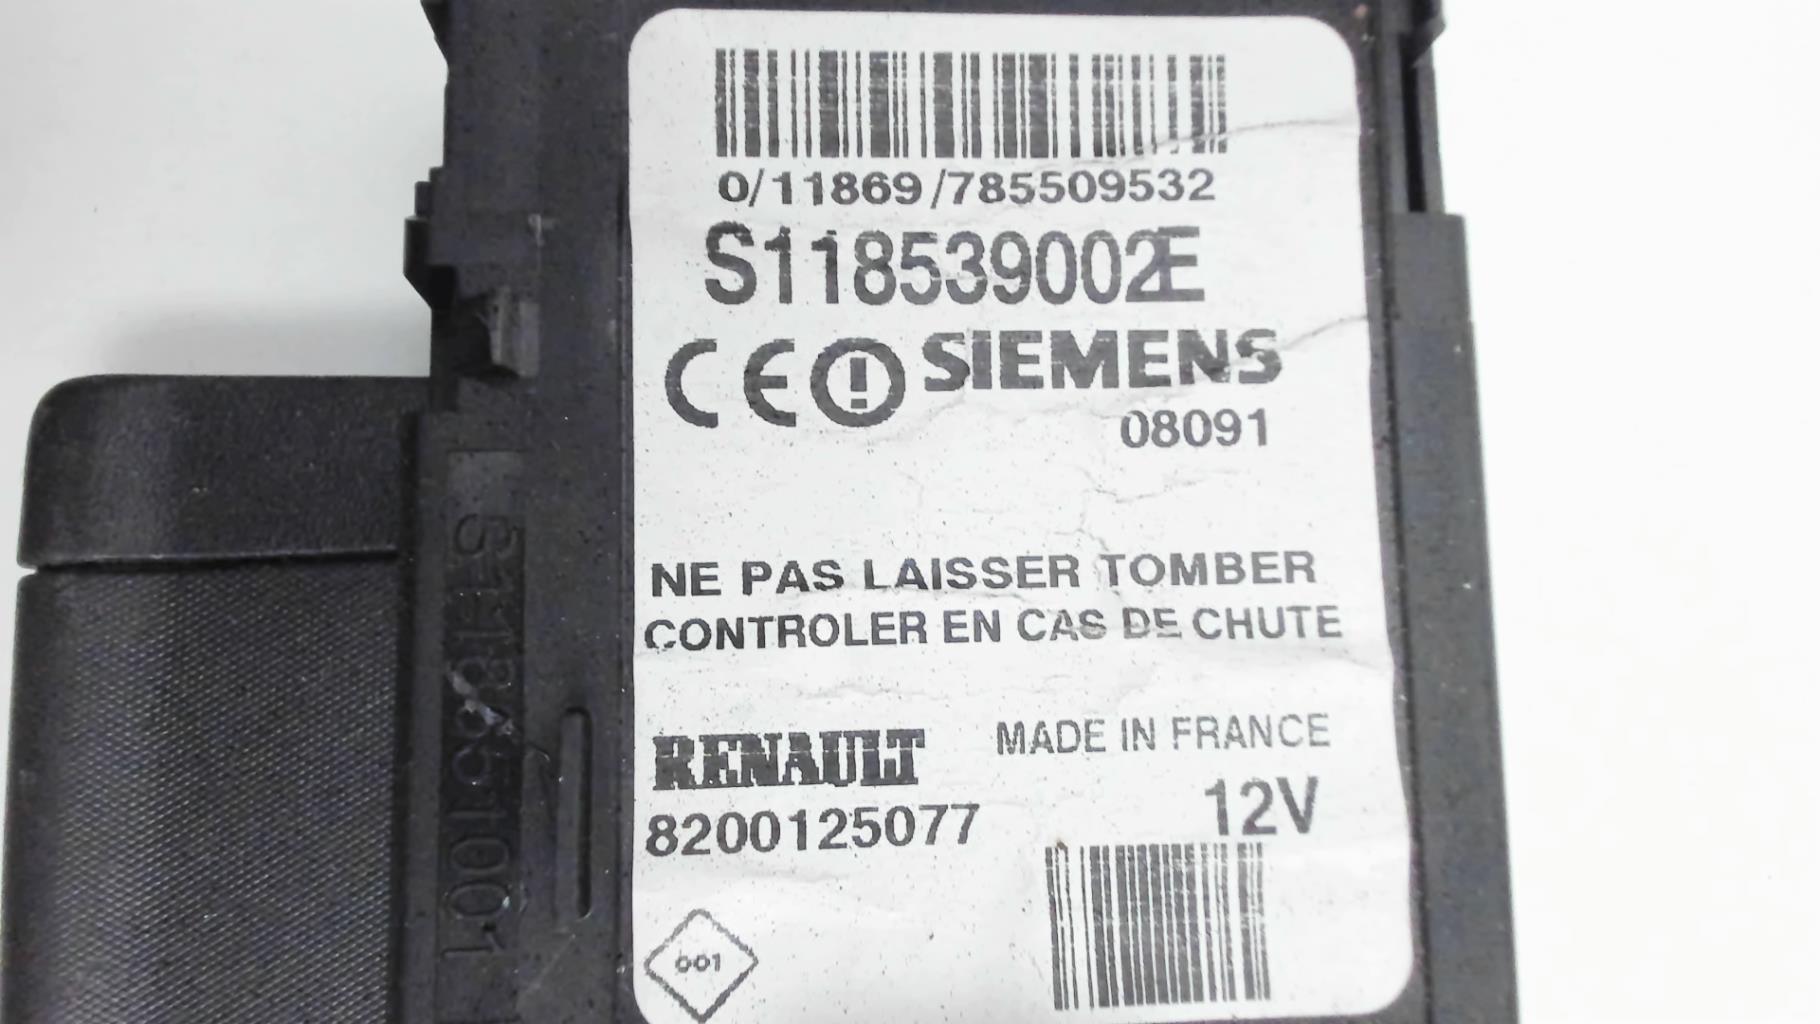 0/11869/785509532
S118539002E
CE SIEMENS
08091
NE PAS LAISSER TOMBER
CONTROLER EN CAS DE CHUTE
RENAULT
MADE IN FRANCE
8200125077
12V
001